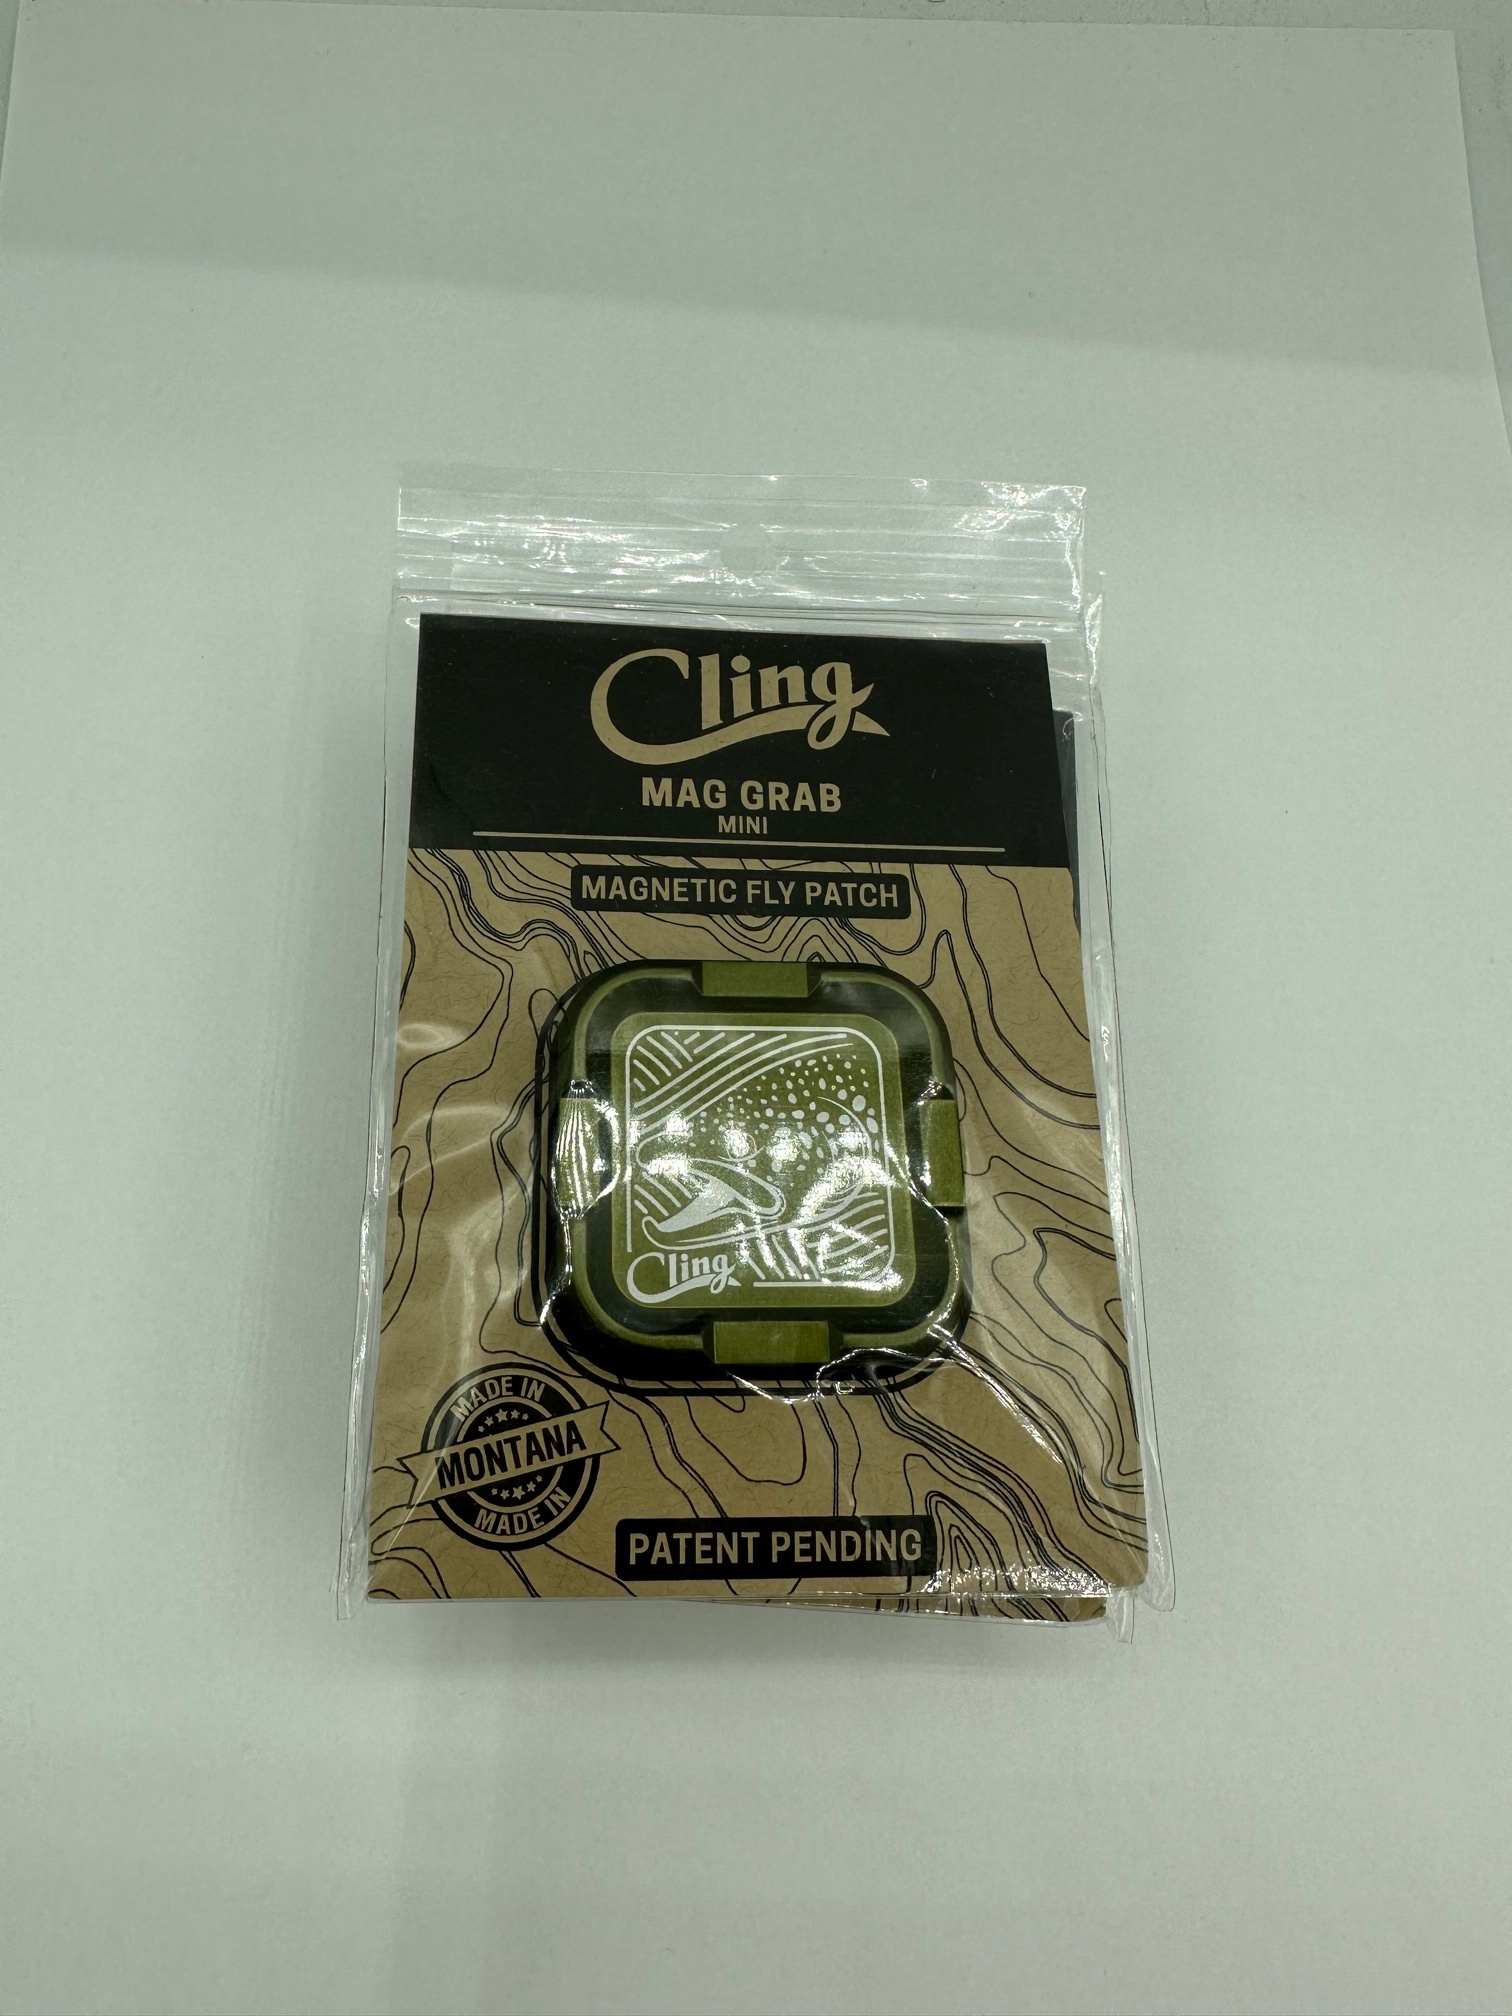 Cling
MAG GRAB
MINI
MAGNETIC FLY PATCH
Cling
MADE IN
MONTANA
MADE IN
PATENT PENDING